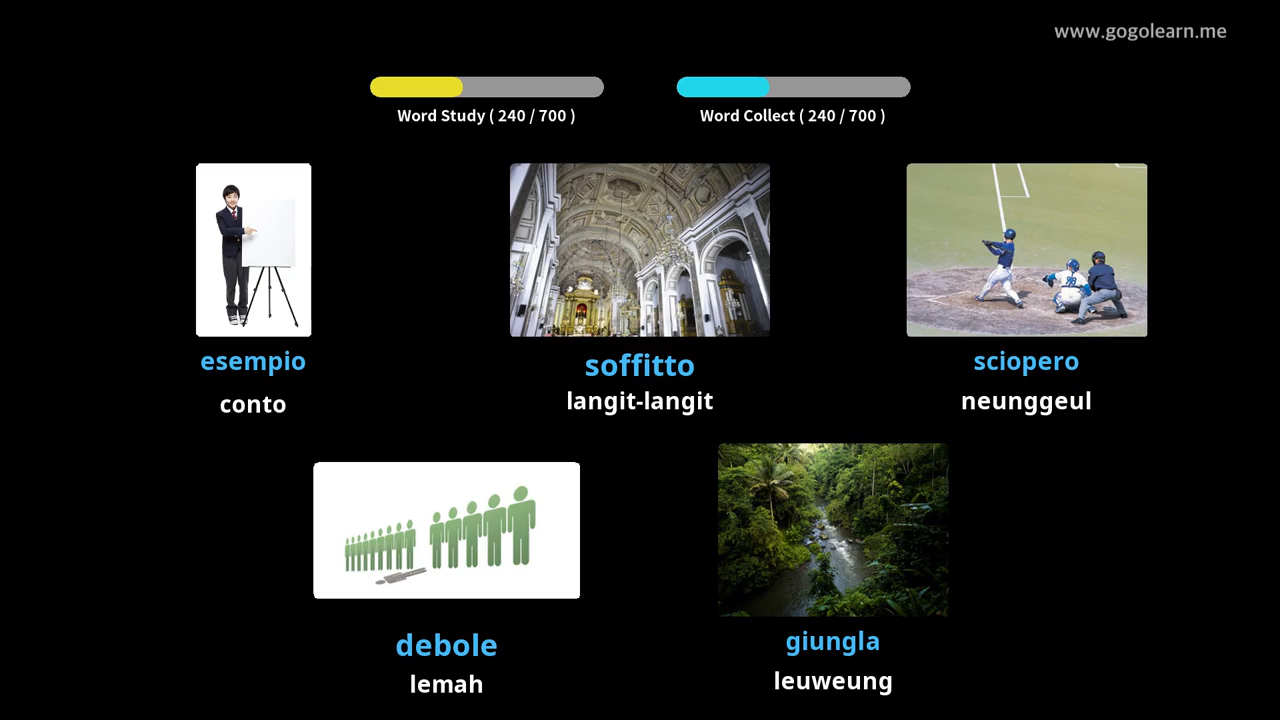 www.gogolearn.me
Word Study ( 240 / 700 )
Word Collect ( 240 / 700 )
esempio
conto
soffitto
langit-langit
sciopero
neunggeul
debole
lemah
giungla
leuweung